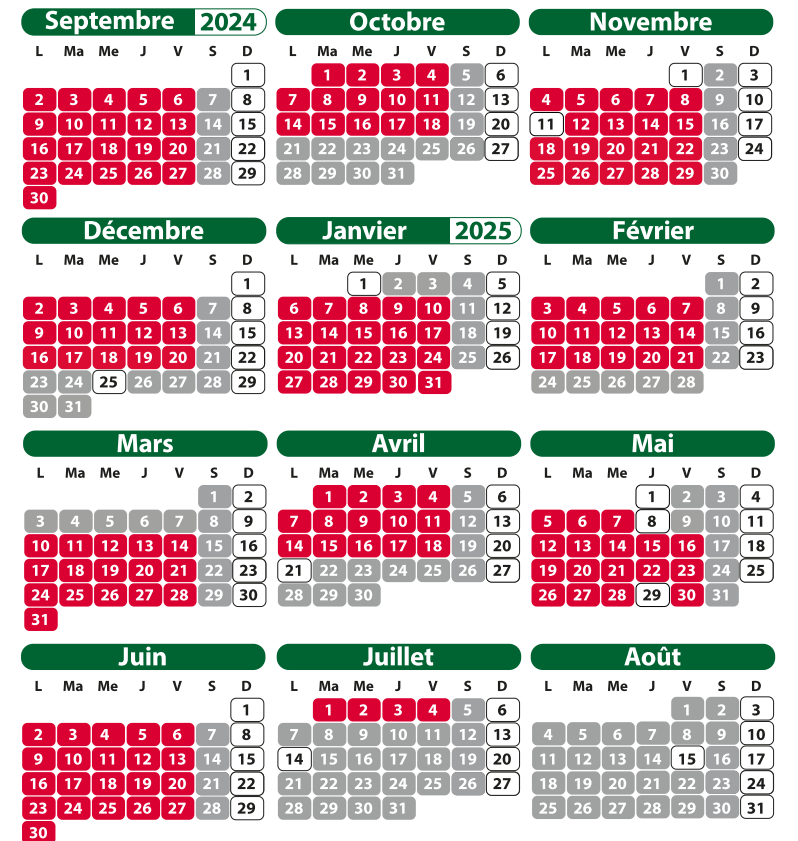 Septembre 2024 Octobre Novembre
L Ma Me J V S D L Ma Me J V S D L Ma Me J V S D
1 1 2 3 4 5 6 1 2 3
2 3 4 5 6 7 8 7 8 9 10 11 12 13 4 5 6 7 8 9 10
9 10 11 12 13 14 15 14 15 16 17 18 19 20 11 12 13 14 15 16 17
16 17 18 19 20 21 22 21 22 23 24 25 26 27 18 19 20 21 22 23 24
23 24 25 26 27 28 29 28 29 30 31 25 26 27 28 29 30
30
Décembre Janvier 2025 Février
L Ma Me J V S D L Ma Me J V S D L Ma Me J V S D
1 1 2 3 4 5 1 2
2 3 4 5 6 7 8 6 7 8 9 10 11 12 3 4 5 6 7 8 9
9 10 11 12 13 14 15 13 14 15 16 17 18 19 10 11 12 13 14 15 16
16 17 18 19 20 21 22 20 21 22 23 24 25 26 17 18 19 20 21 22 23
23 24 25 26 27 28 29 27 28 29 30 31 24 25 26 27 28
30 31
Mars Avril Mai
L Ma Me J V S D L Ma Me J V S D L Ma Me J V S D
1 2 1 2 3 4 5 6 1 2 3 4
3 4 5 6 7 8 9 7 8 9 10 11 12 13 5 6 7 8 9 10 11
10 11 12 13 14 15 16 14 15 16 17 18 19 20 12 13 14 15 16 17 18
17 18 19 20 21 22 23 21 22 23 24 25 26 27 19 20 21 22 23 24 25
24 25 26 27 28 29 30 28 29 30 26 27 28 29 30 31
31
Juin Juillet Août
L Ma Me J V S D L Ma Me J V S D L Ma Me J V S D
1 1 2 3 4 5 6 1 2 3
2 3 4 5 6 7 8 7 8 9 10 11 12 13 4 5 6 7 8 9 10
9 10 11 12 13 14 15 14 15 16 17 18 19 20 11 12 13 14 15 16 17
16 17 18 19 20 21 22 21 22 23 24 25 26 27 18 19 20 21 22 23 24
23 24 25 26 27 28 29 28 29 30 31 25 26 27 28 29 30 31
30